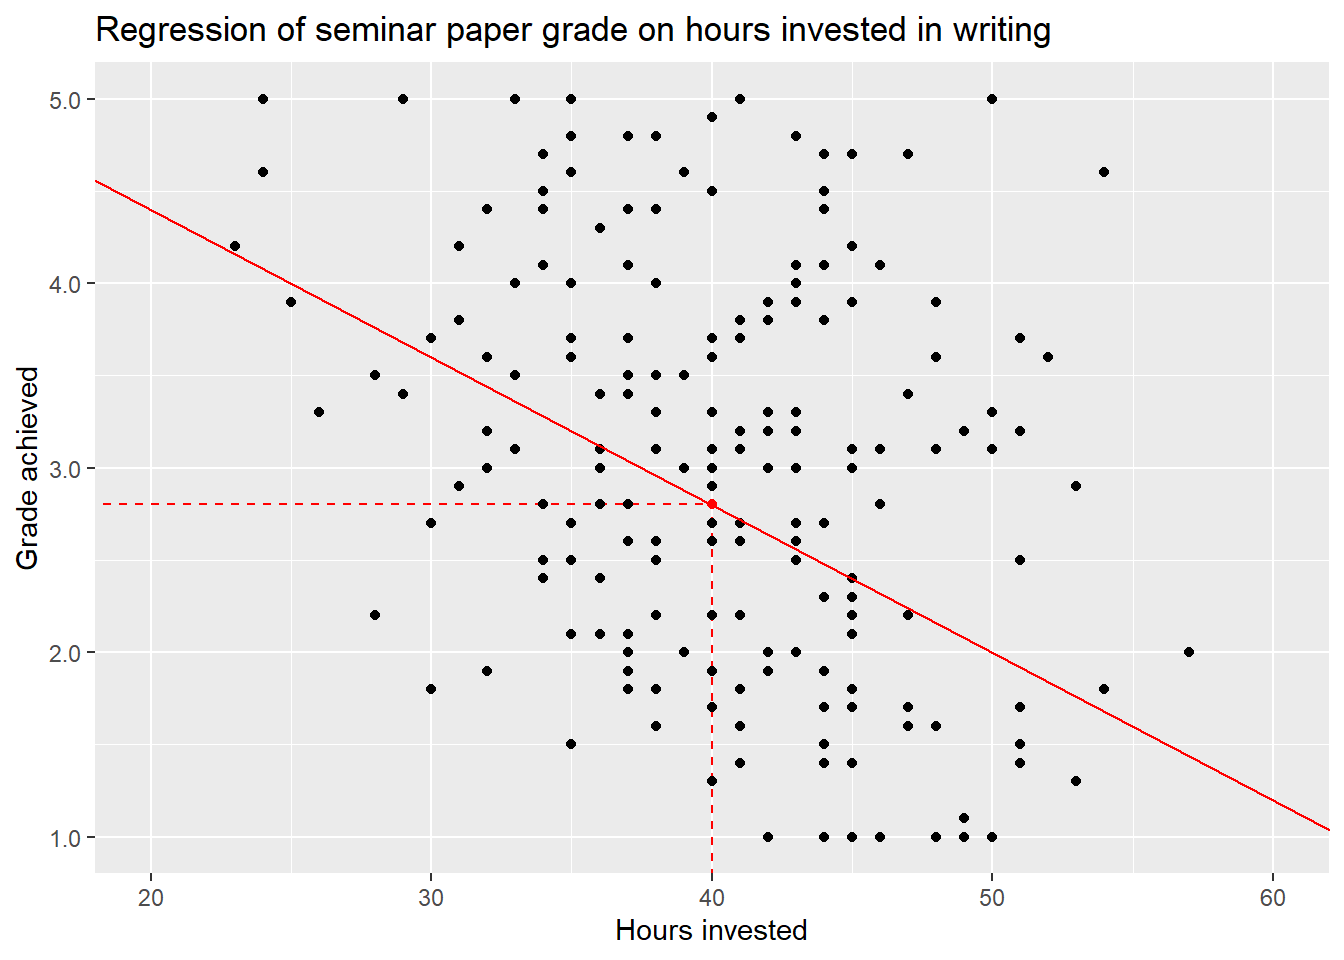 Regression of seminar paper grade on hours invested in writing
Grade achieved
5.0
4.0
3.0
2.0
1.0
20 30 40 50 60
Hours invested